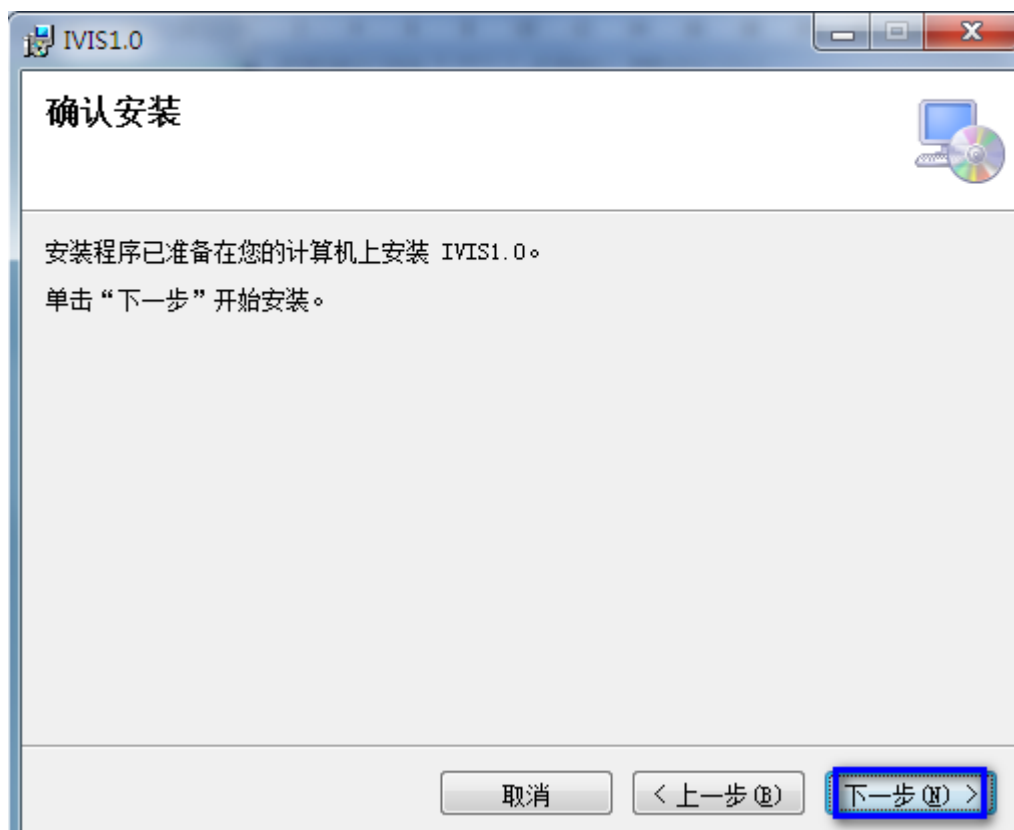 IVIS1.0
确认安装
安装程序已准备在您的计算机上安装 IVIS1.0。
单击“下一步”开始安装。
取消
< 上一步(B)
下一步(N) >